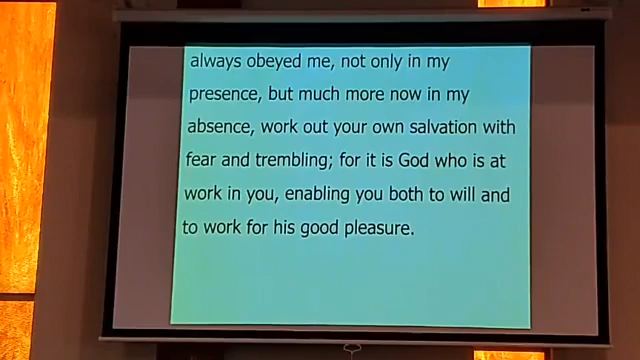 always obeyed me, not only in my
presence, but much more now in my
absence, work out your own salvation with
fear and trembling; for it is God who is at
work in you, enabling you both to will and
to work for his good pleasure.